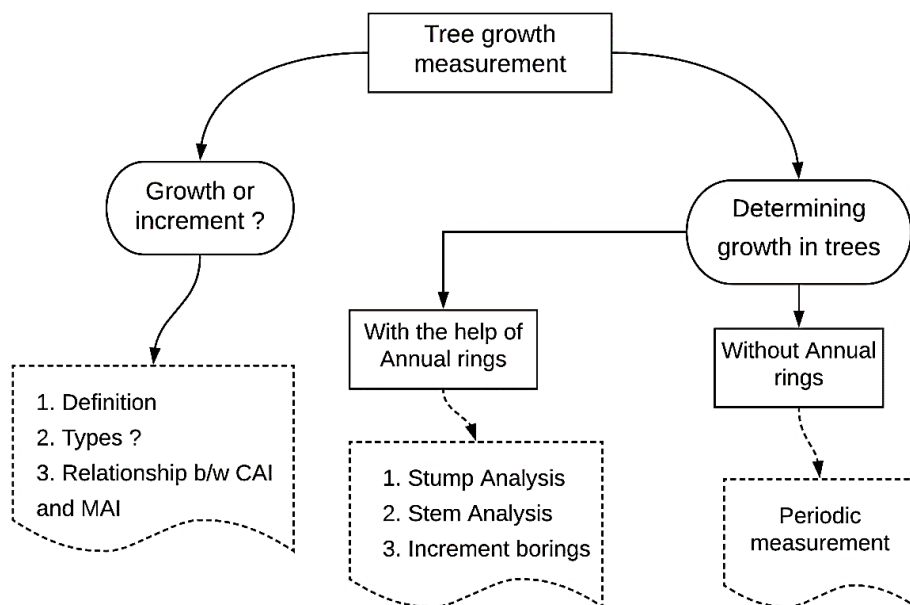 Tree growth
measurement
Growth or
increment ?
Determining
growth in trees
With the help of
Annual rings
Without Annual
rings
1. Definition
2. Types ?
3. Relationship b/w CAI
and MAI
1. Stump Analysis
2. Stem Analysis
3. Increment borings
Periodic
measurement